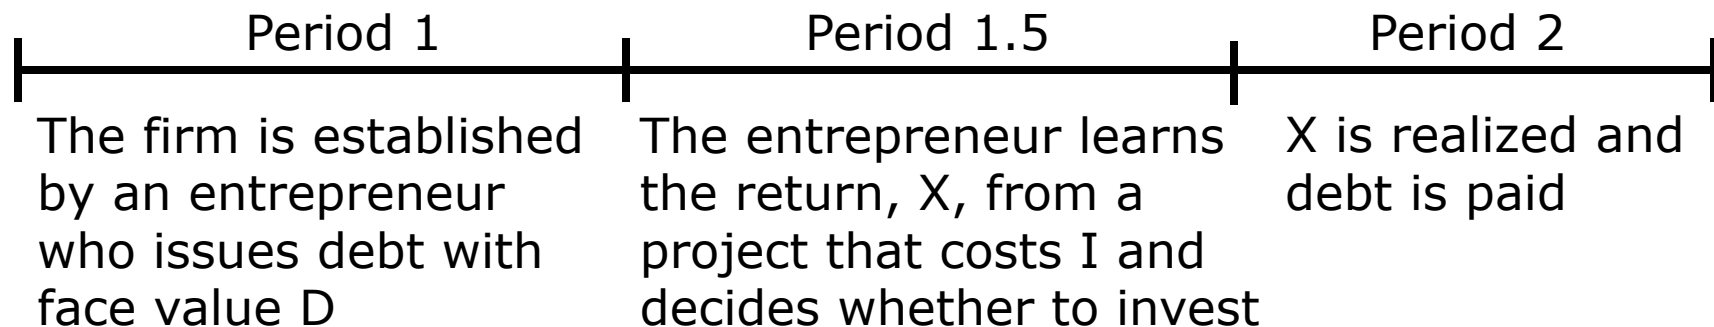 Period 1
Period 1.5
Period 2
The firm is established
by an entrepreneur
who issues debt with
face value D
The entrepreneur learns
the return, X, from a
project that costs I and
decides whether to invest
X is realized and
debt is paid